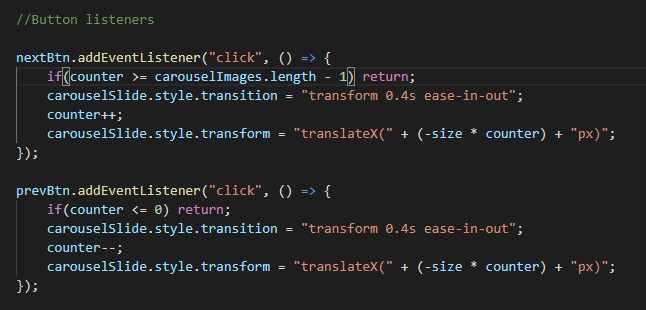 //Button listeners
nextBtn.addEventListener("click", () => {
    if(counter >= carouselImages.length - 1) return;
    carouselSlide.style.transition = "transform 0.4s ease-in-out";
    counter++;
    carouselSlide.style.transform = "translateX(" + (-size * counter) + "px)";
});
prevBtn.addEventListener("click", () => {
    if(counter <= 0) return;
    carouselSlide.style.transition = "transform 0.4s ease-in-out";
    counter--;
    carouselSlide.style.transform = "translateX(" + (-size * counter) + "px)";
});